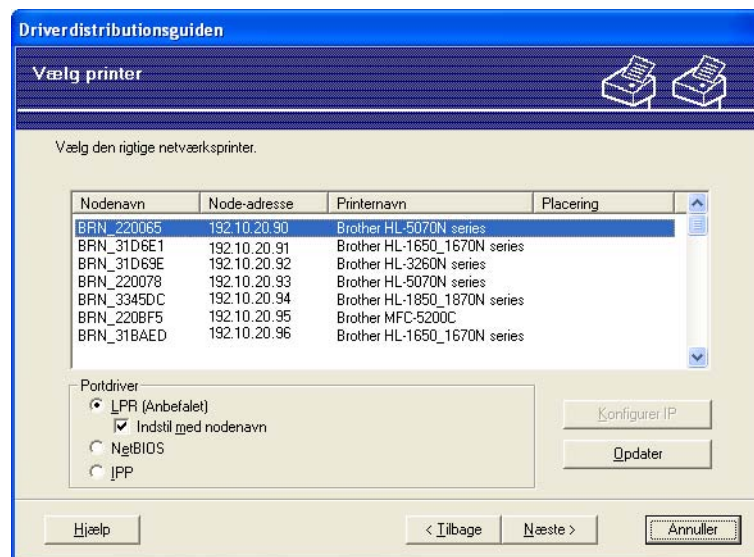 Driverdistributionsguiden
Vælg printer
Vælg den rigtige netværksprinter.
Nodenavn Node-adresse Printernavn Placering
BRN_220065 192.10.20.90 Brother HL-5070N series
BRN_31D6E1 192.10.20.91 Brother HL-1650_1670N series
BRN_31D69E 192.10.20.92 Brother HL-3260N series
BRN_220078 192.10.20.93 Brother HL-5070N series
BRN_3345DC 192.10.20.94 Brother HL-1850_1870N series
BRN_220BF5 192.10.20.95 Brother MFC-5200C
BRN_31BAED 192.10.20.96 Brother HL-1650_1670N series
Portdriver
LPR (Anbefalet)
Indstil med nodenavn
NetBIOS
IPP
Konfigurer IP
Opdater
Hjælp < Tilbage Næste > Annuller